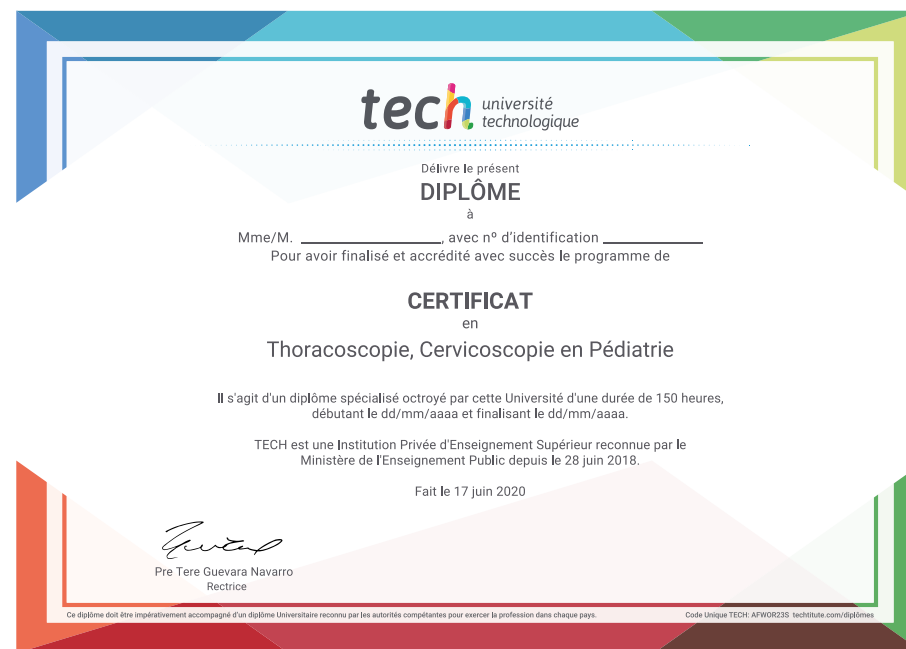 tech université
technologique
Délivre le présent
DIPLÔME
à
Mme/M. ____________________, avec nº d'identification ______________
Pour avoir finalisé et accrédité avec succès le programme de
CERTIFICAT
en
Thoracoscopie, Cervicoscopie en Pédiatrie
Il s'agit d'un diplôme spécialisé octroyé par cette Université d'une durée de 150 heures,
débutant le dd/mm/aaaa et finalisant le dd/mm/aaaa.
TECH est une Institution Privée d'Enseignement Supérieur reconnue par le
Ministère de l'Enseignement Public depuis le 28 juin 2018.
Fait le 17 juin 2020
Pre Tere Guevara Navarro
Rectrice
Ce diplôme doit être impérativement accompagné d'un diplôme Universitaire reconnu par les autorités compétantes pour exercer la profession dans chaque pays.
Code Unique TECH: AFWOR23S techtitute.com/diplômes